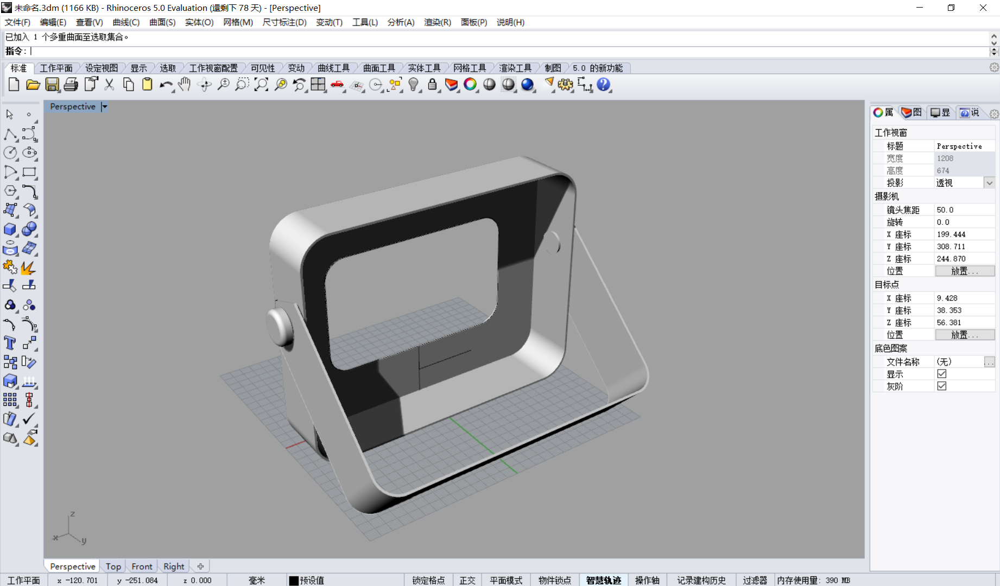 未命名.3dm (1166 KB) - Rhinoceros 5.0 Evaluation (還剩下 78 天) - [Perspective]
文件(F) 编辑(E) 查看(V) 曲线(C) 曲面(S) 实体(O) 网格(M) 尺寸标注(D) 变动(T) 工具(L) 分析(A) 渲染(R) 面板(P) 说明(H)
已加入 1 个多重曲面至选取集合。
指令:
标准 工作平面 设定视图 显示 选取 工作视窗配置 可见性 变动 曲线工具 曲面工具 实体工具 网格工具 渲染工具 制图 5.0 的新功能
Perspective
属 图 显 说
工作视窗
标题 Perspective
宽度 1208
高度 674
投影 透视
摄影机
镜头焦距 50.0
旋转 0.0
X 座标 199.444
Y 座标 308.711
Z 座标 244.870
位置 放置...
目标点
X 座标 9.428
Y 座标 38.353
Z 座标 56.381
位置 放置...
底色图案
文件名称 (无) ...
显示
灰阶
z
x y
Perspective Top Front Right
工作平面 x -120.701 y -251.084 z 0.000 毫米 预设值 锁定格点 正交 平面模式 物件锁点 智慧轨迹 操作轴 记录建构历史 过滤器 内存使用量: 390 MB